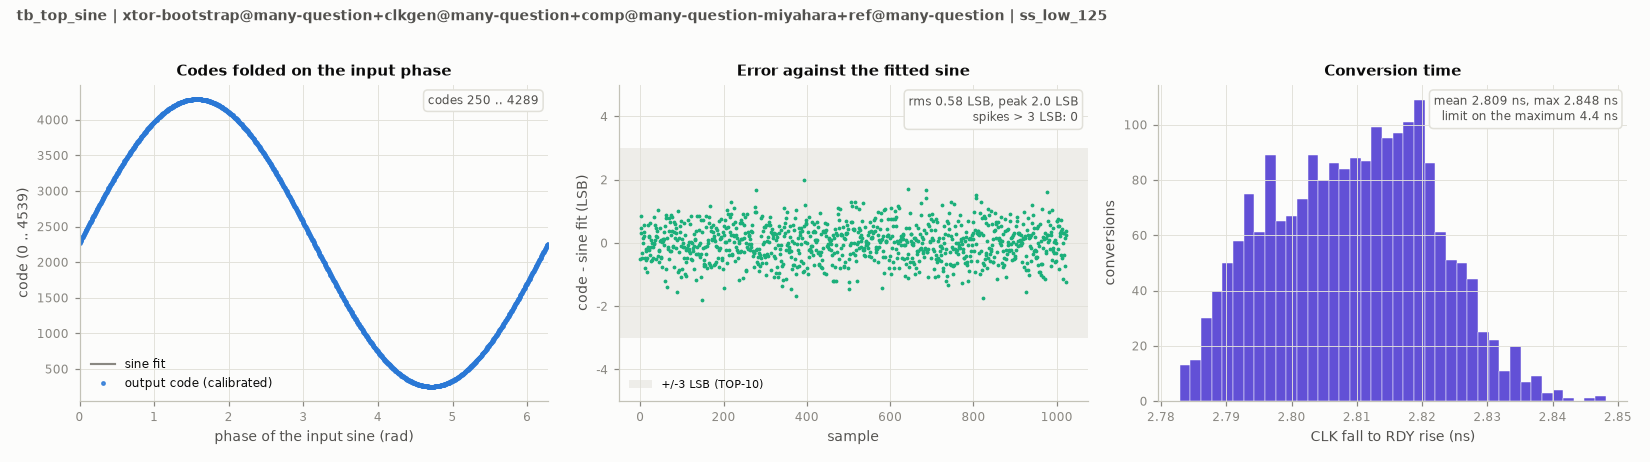 tb_top_sine | xtor-bootstrap@many-question+clkgen@many-question+comp@many-question-miyahara+ref@many-question | ss_low_125
Codes folded on the input phase
codes 250 .. 4289
4000
3500
3000
2500
2000
1500
1000
500
code (0 .. 4539)
sine fit
output code (calibrated)
0 1 2 3 4 5 6
phase of the input sine (rad)
Error against the fitted sine
rms 0.58 LSB, peak 2.0 LSB
spikes > 3 LSB: 0
4
2
0
-2
-4
code - sine fit (LSB)
+/-3 LSB (TOP-10)
0 200 400 600 800 1000
sample
Conversion time
mean 2.809 ns, max 2.848 ns
limit on the maximum 4.4 ns
100
80
60
40
20
0
conversions
2.78 2.79 2.80 2.81 2.82 2.83 2.84 2.85
CLK fall to RDY rise (ns)